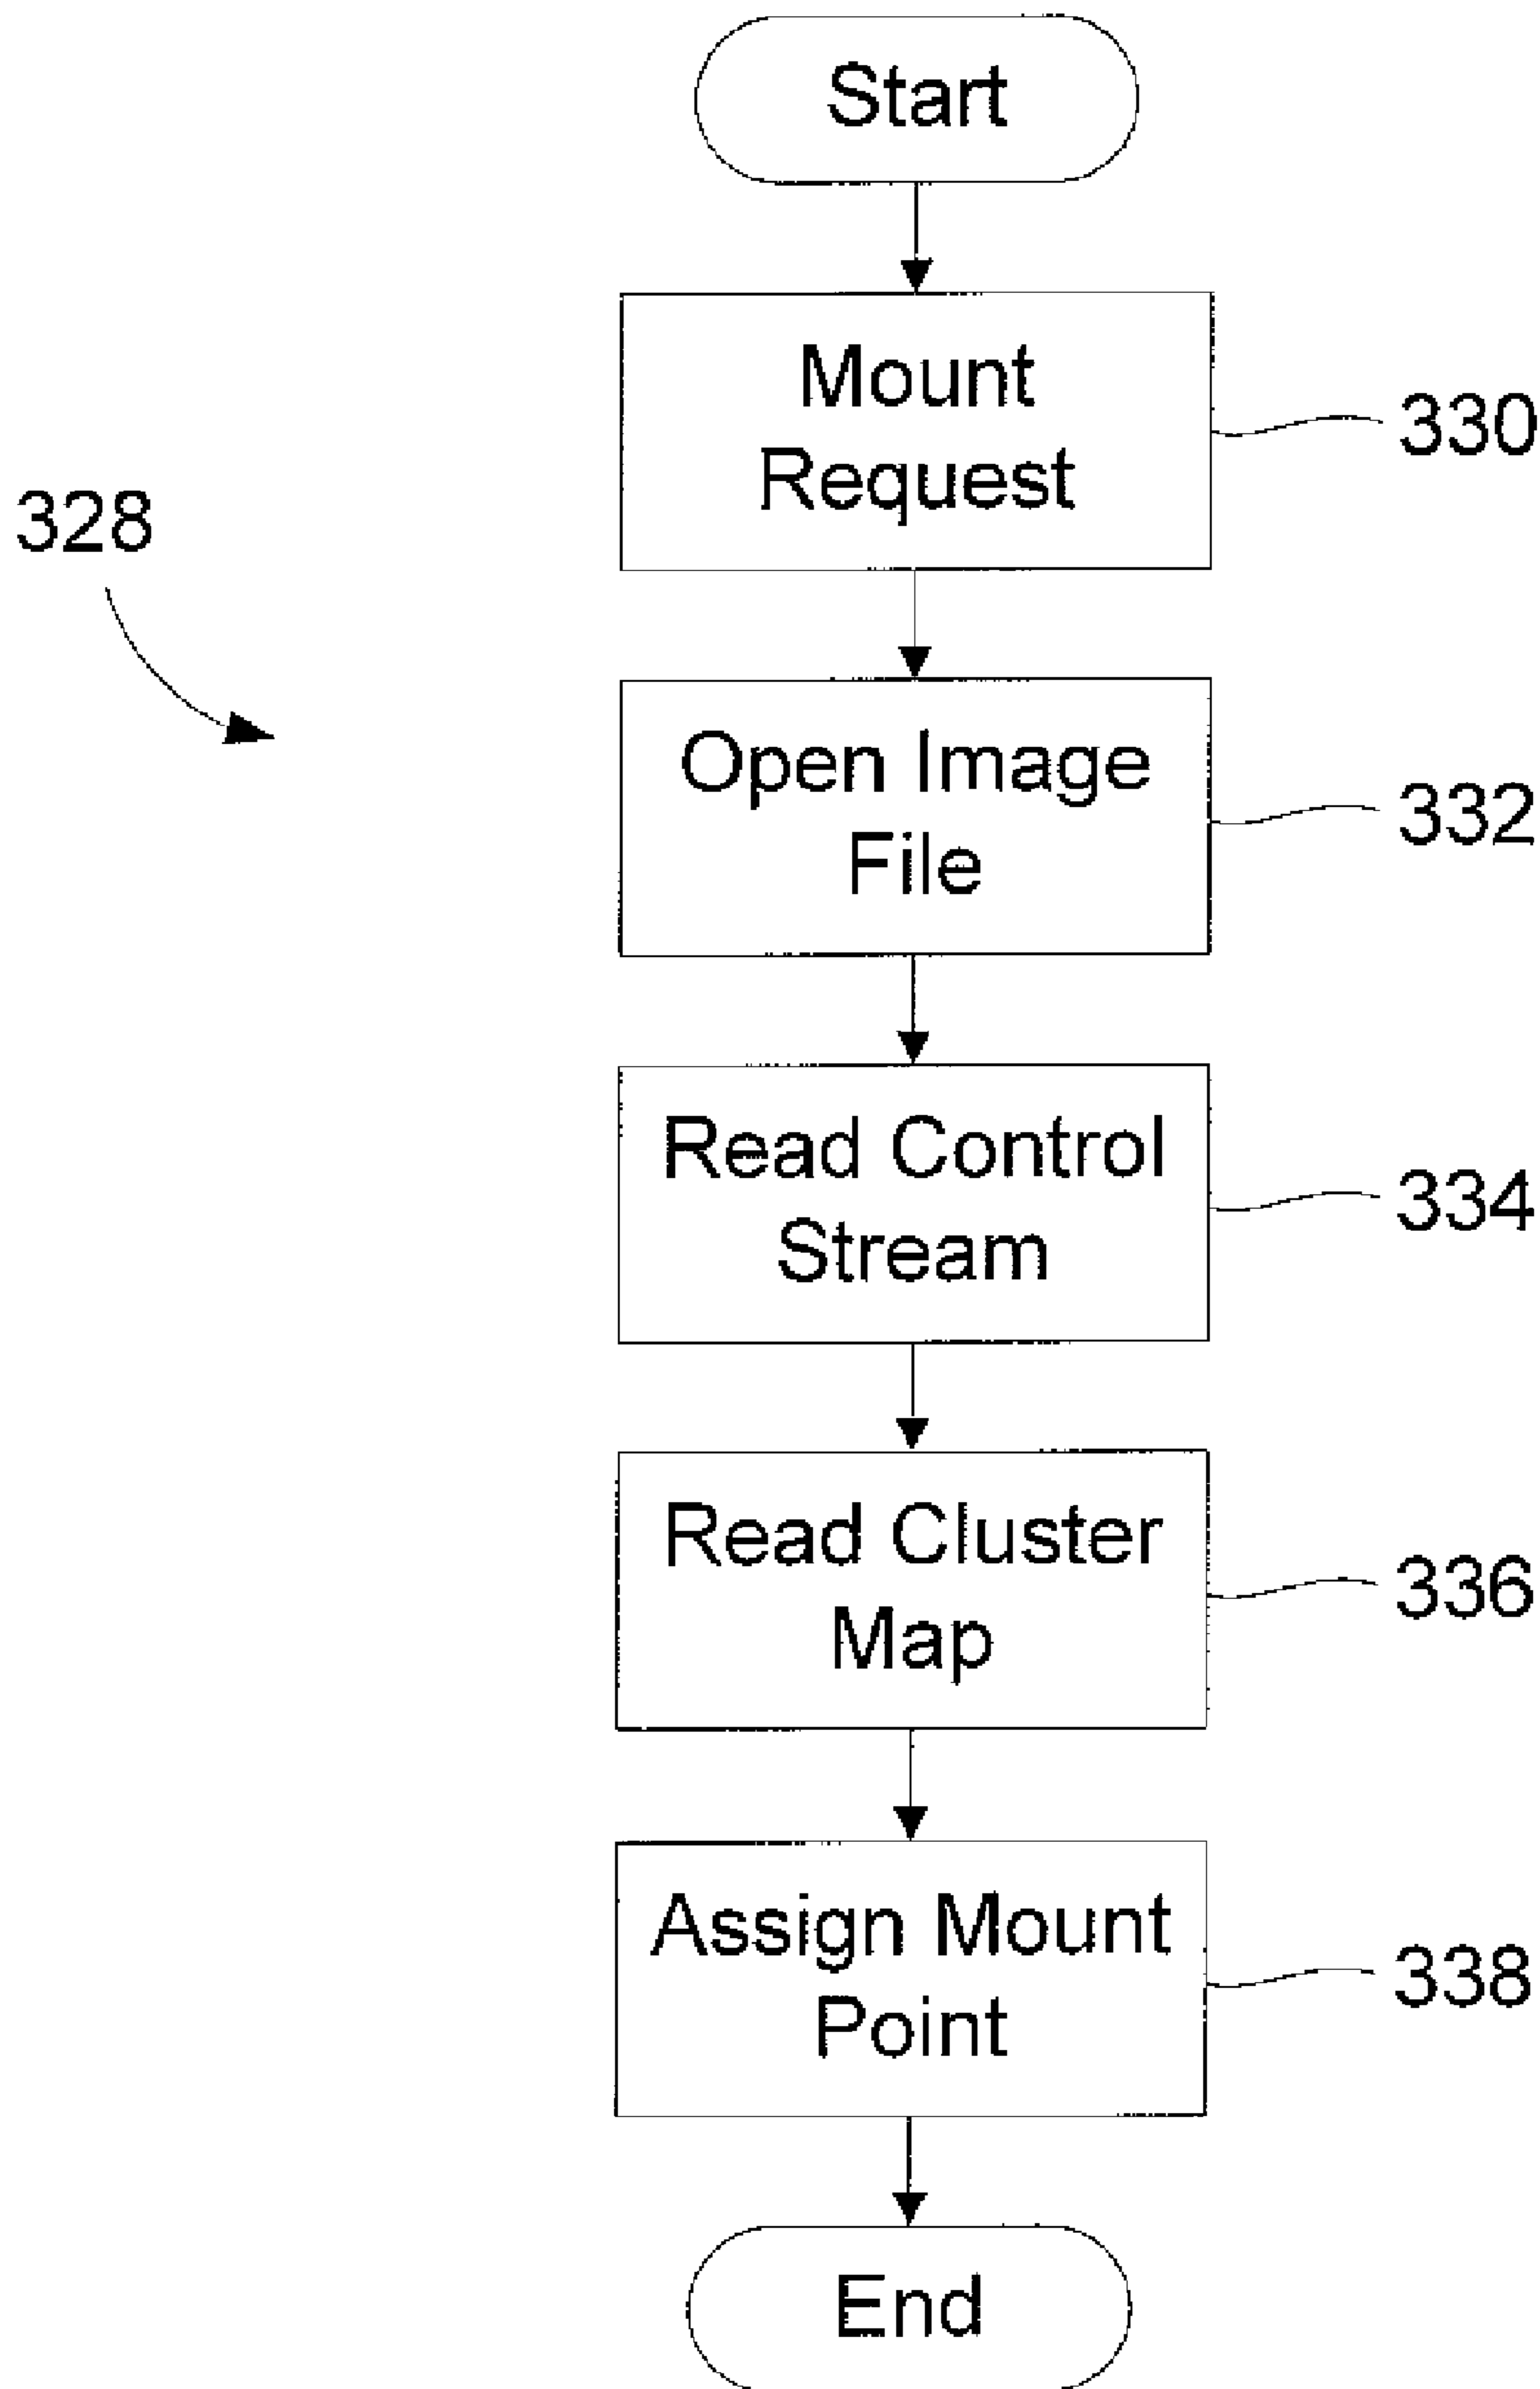 Start
Mount
Request
330
328
Open Image
File
332
Read Control
Stream
334
Read Cluster
Map
336
Assign Mount
Point
338
End